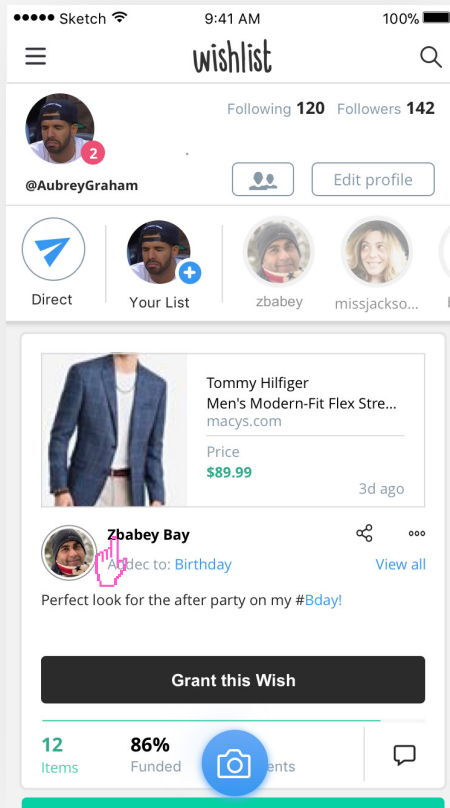 Sketch 9:41 AM 100%
wishlist
Following 120 Followers 142
2
@AubreyGraham
Edit profile
Direct
Your List
zbabey
missjackso...
Tommy Hilfiger
Men's Modern-Fit Flex Stre...
macys.com
Price
$89.99
3d ago
Zbabey Bay
to: Birthday View all
Perfect look for the after party on my #Bday!
Grant this Wish
12 86%
Items Funded